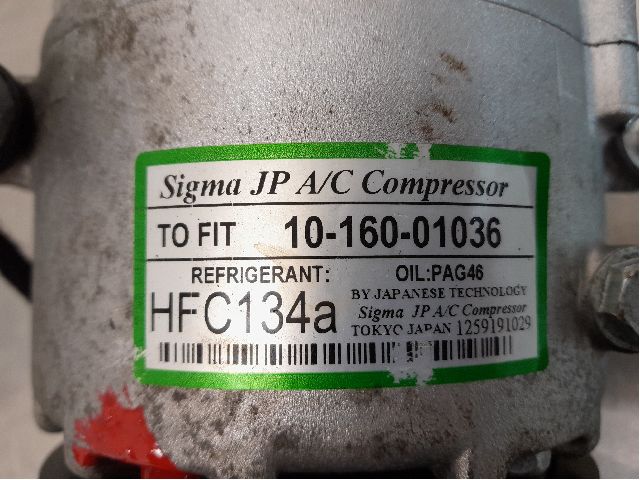 Sigma JP A/C Compressor
TO FIT 10-160-01036
REFRIGERANT: OIL:PAG46
HFC134a
BY JAPANESE TECHNOLOGY
Sigma JP A/C Compressor
TOKYO JAPAN 1259191029